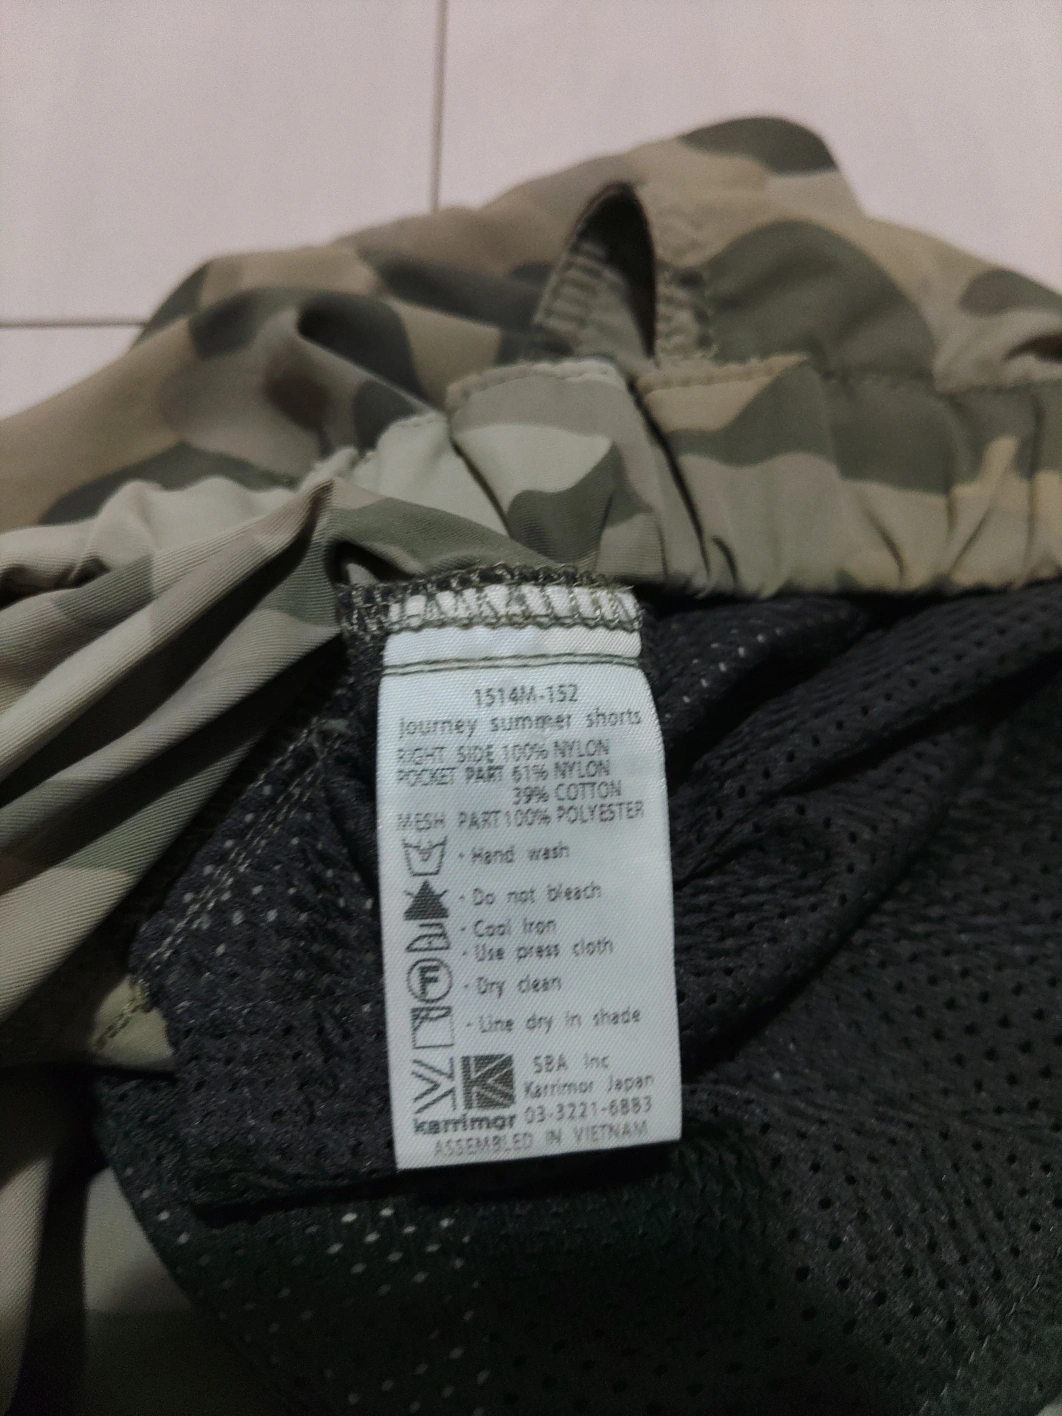 1514M-152
journey summer shorts
RIGHT SIDE 100% NYLON
POCKET PART 61% NYLON
39% COTTON
MESH PART 100% POLYESTER
· Hand wash
· Do not bleach
· Cool Iron
· Use press cloth
F · Dry clean
· Line dry in shade
SBA Inc
Karrimor Japan
karrimor 03-3221-6883
ASSEMBLED IN VIETNAM